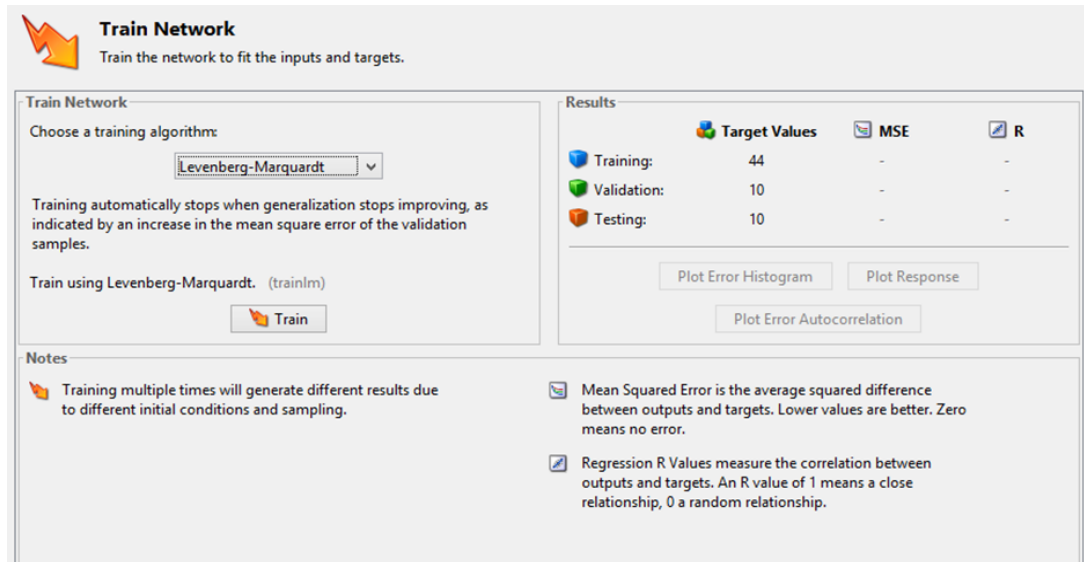 Train Network
Train the network to fit the inputs and targets.
Train Network
Choose a training algorithm:
Levenberg-Marquardt
Training automatically stops when generalization stops improving, as
indicated by an increase in the mean square error of the validation
samples.
Train using Levenberg-Marquardt. (trainlm)
Train
Results
Target Values MSE R
Training: 44 - -
Validation: 10 - -
Testing: 10 - -
Plot Error Histogram Plot Response
Plot Error Autocorrelation
Notes
Training multiple times will generate different results due
to different initial conditions and sampling.
Mean Squared Error is the average squared difference
between outputs and targets. Lower values are better. Zero
means no error.
Regression R Values measure the correlation between
outputs and targets. An R value of 1 means a close
relationship, 0 a random relationship.